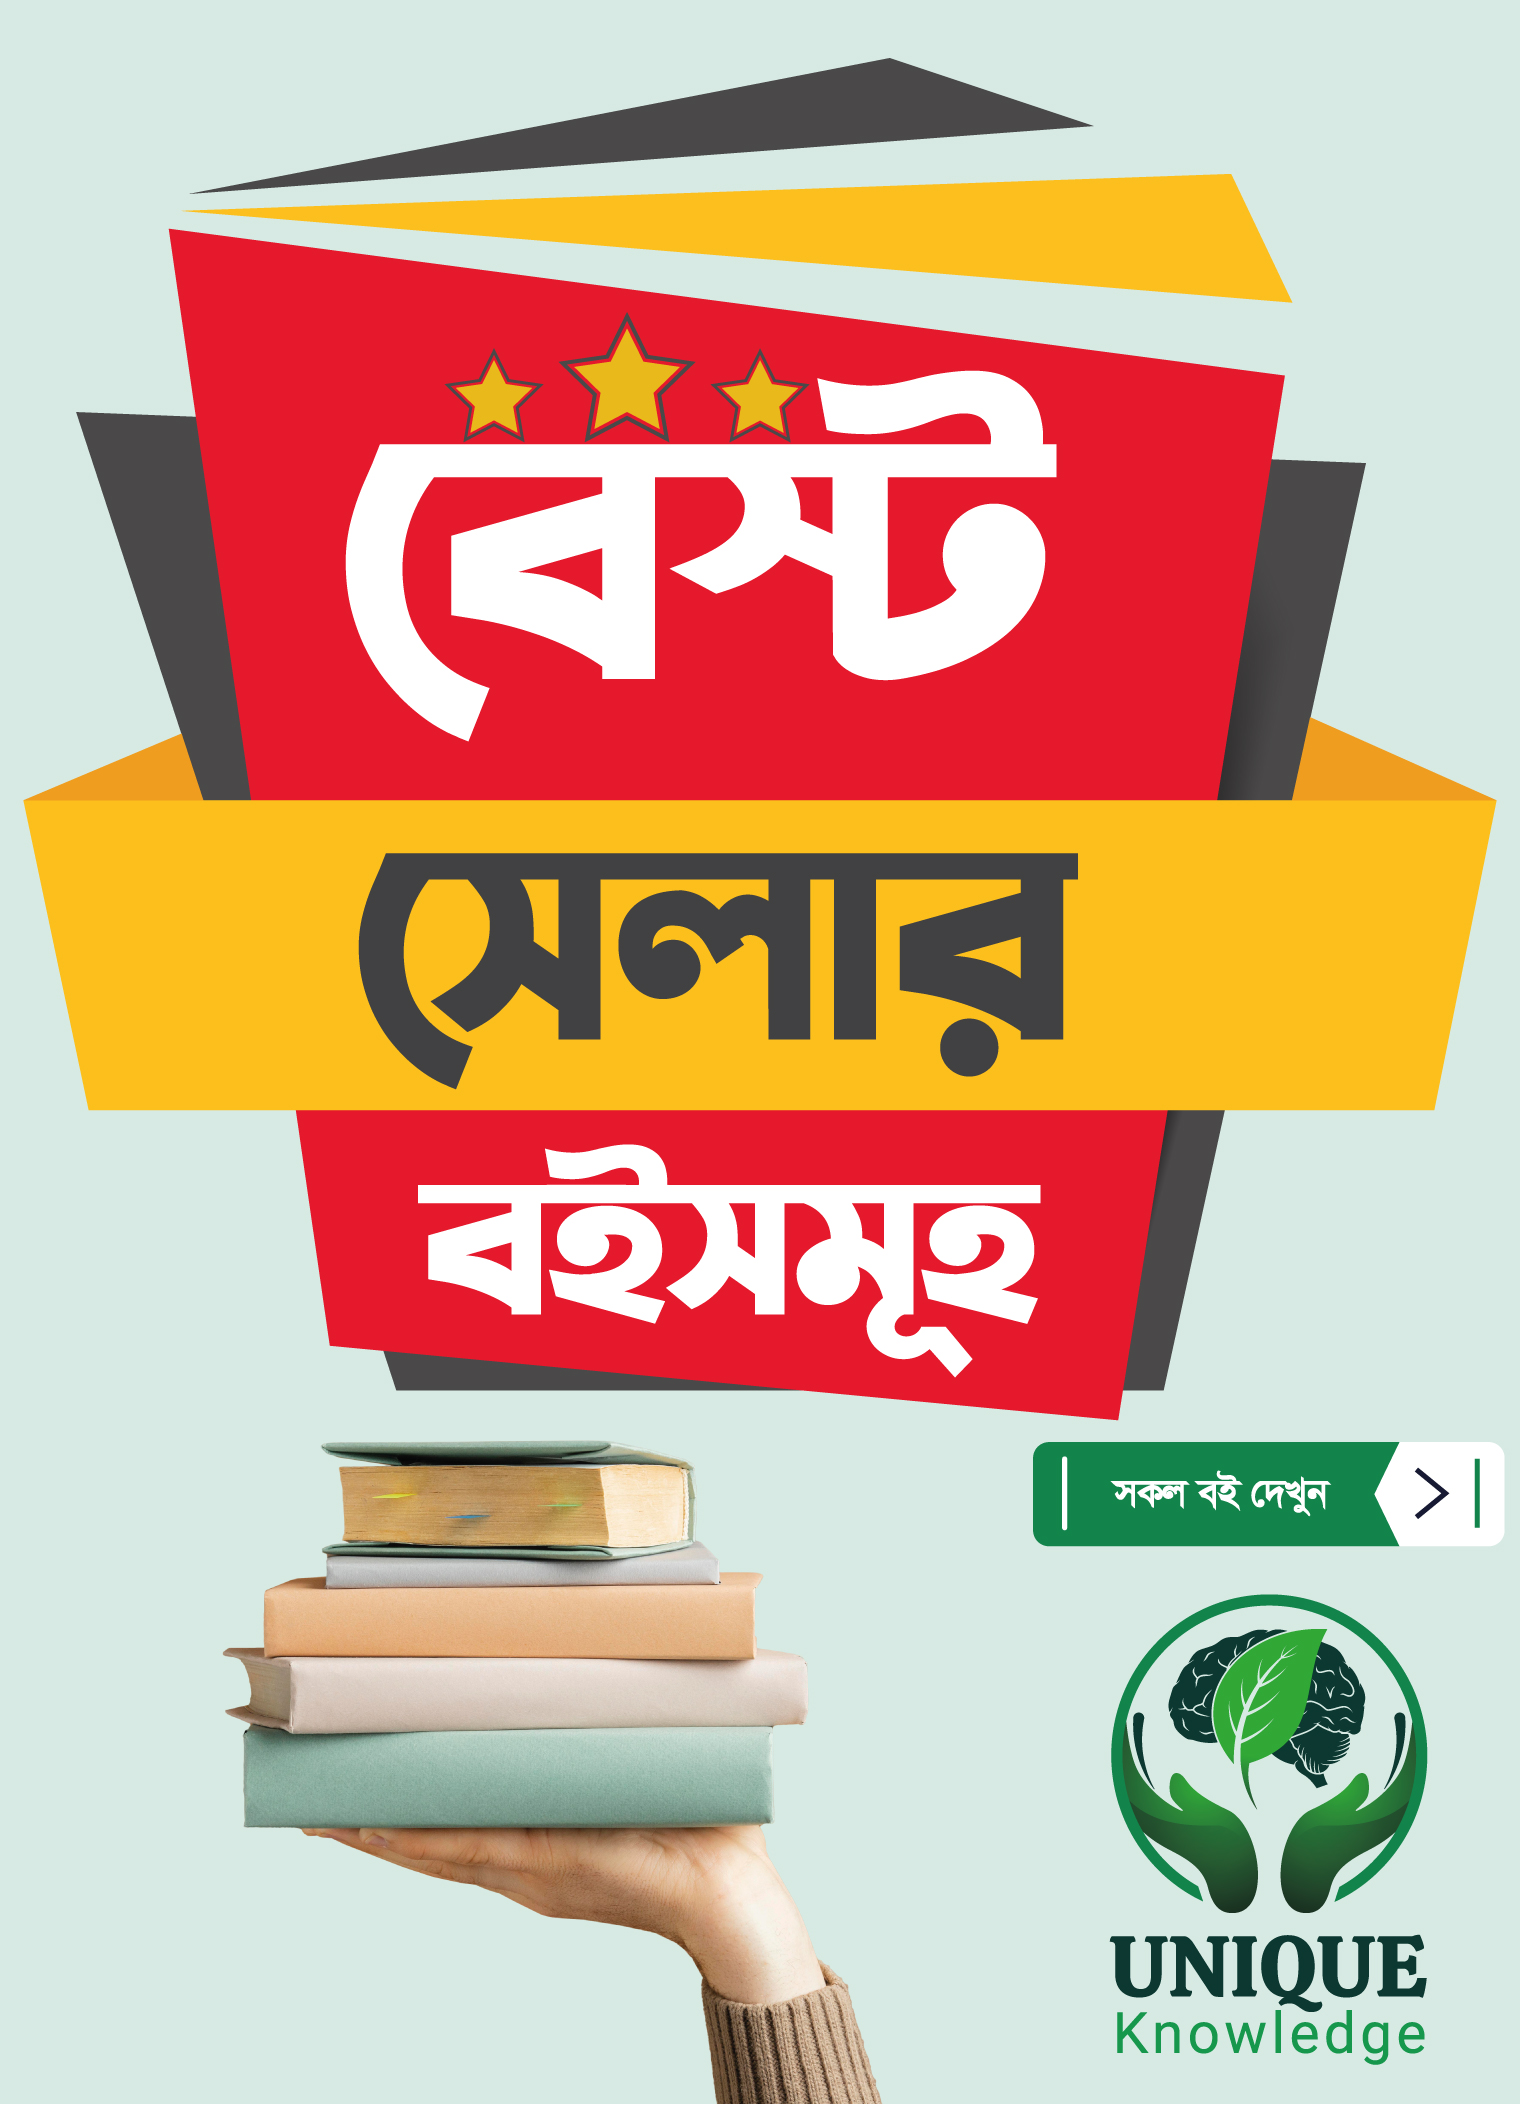 বেস্ট
সেলার
বইসমূহ
সকল বই দেখুন
UNIQUE
Knowledge